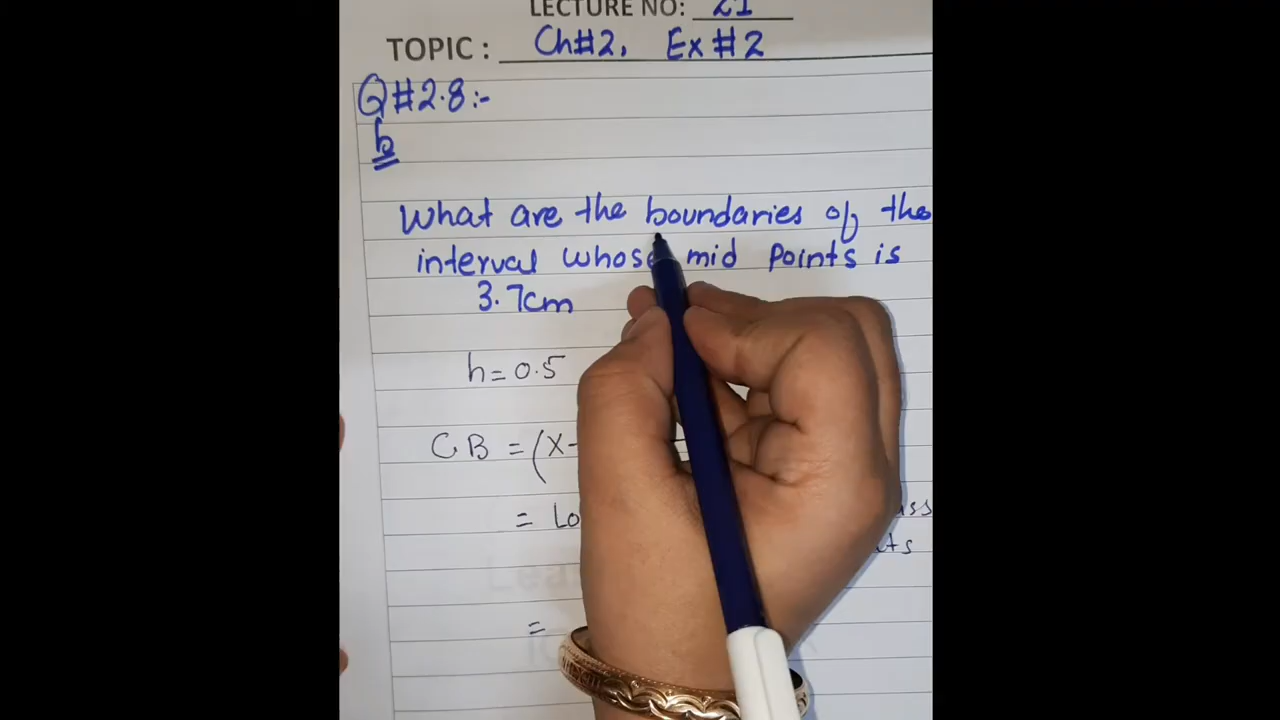 LECTURE NO: 21
TOPIC : Ch#2, Ex#2
Q#2.8:-
b
What are the boundaries of the
interval whose mid points is
3.7cm
h=0.5
CB = (X-
= Lo
=